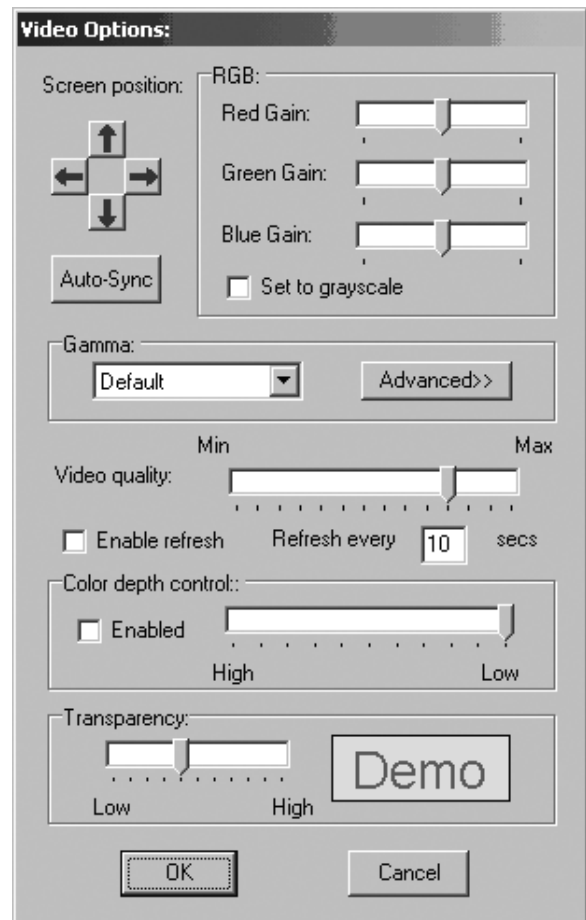 Video Options:
Screen position:
Auto-Sync
RGB:
Red Gain:
Green Gain:
Blue Gain:
Set to grayscale
Gamma:
Default
Advanced>>
Min Max
Video quality:
Enable refresh Refresh every 10 secs
Color depth control::
Enabled
High Low
Transparency:
Low High
Demo
OK Cancel